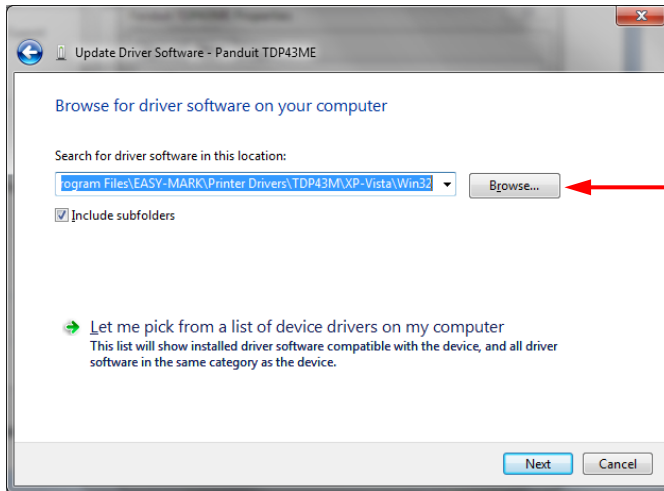 Update Driver Software - Panduit TDP43ME
Browse for driver software on your computer
Search for driver software in this location:
rogram Files\EASY-MARK\Printer Drivers\TDP43M\XP-Vista\Win32
Browse...
Include subfolders
Let me pick from a list of device drivers on my computer
This list will show installed driver software compatible with the device, and all driver
software in the same category as the device.
Next
Cancel